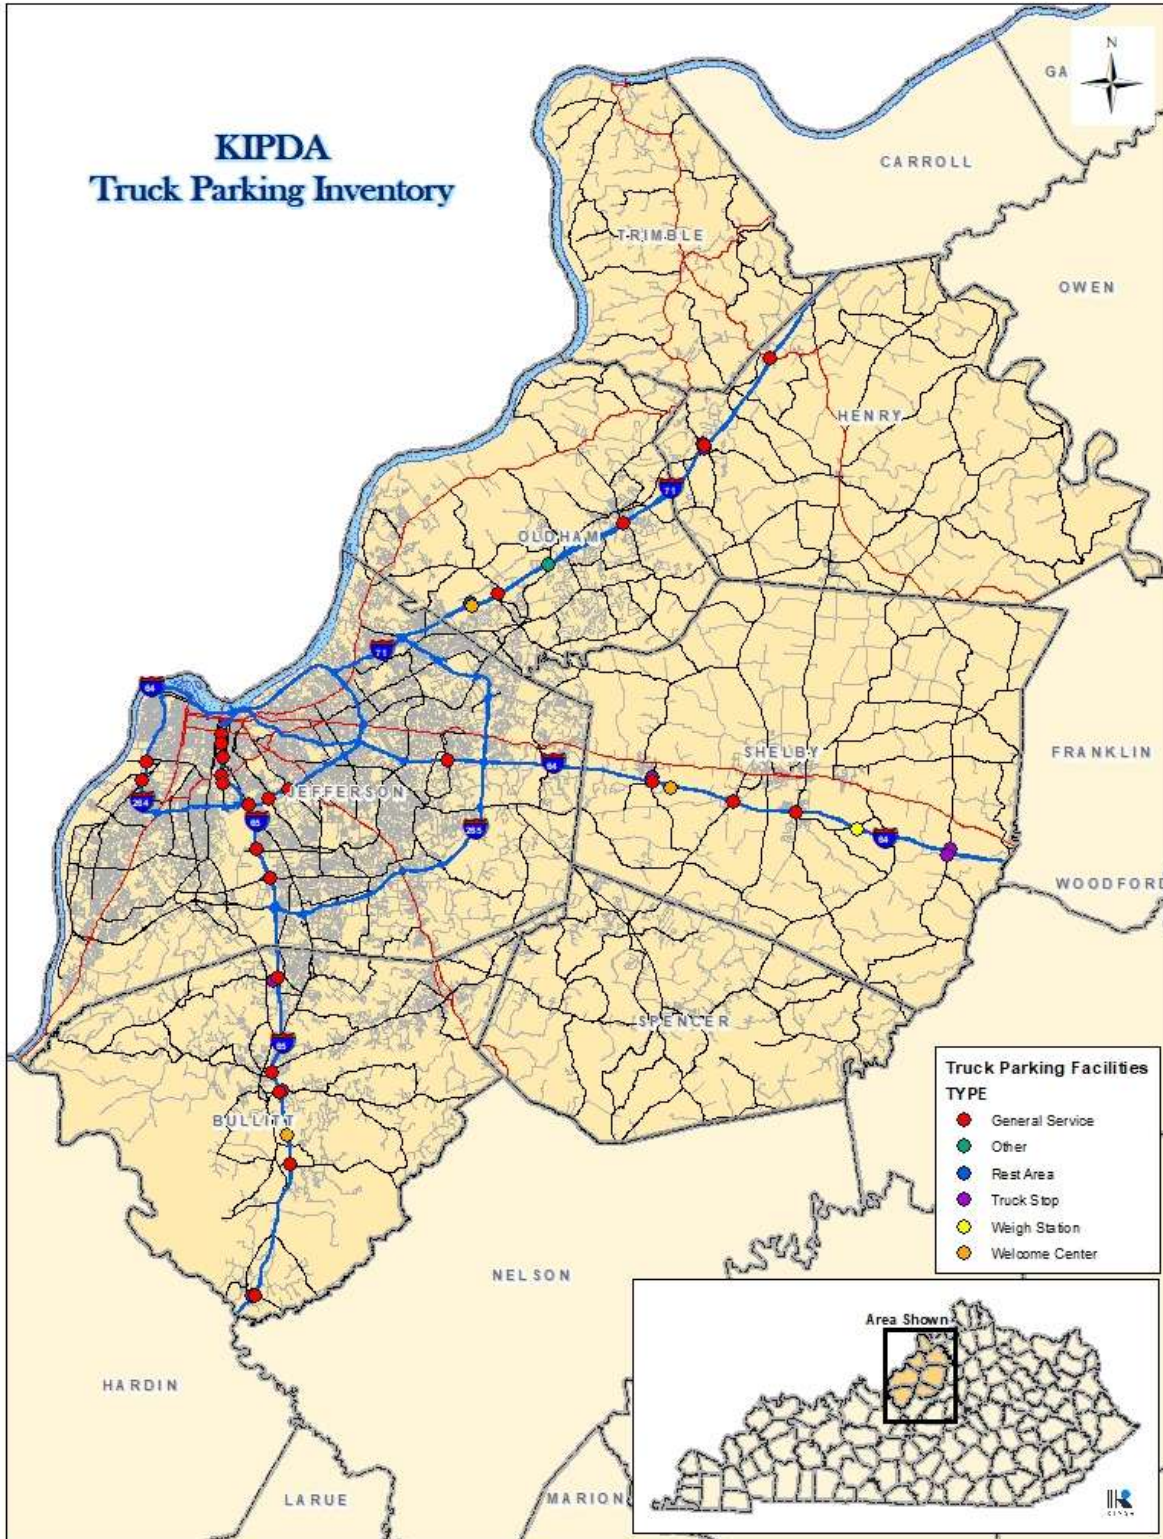 KIPDA
Truck Parking Inventory
N
GA
CARROLL
TRIMBLE
OWEN
HENRY
71
OLDHAM
71
64
SHELBY
FRANKLIN
64
JEFFERSON
264
65
265
64
WOODFORD
SPENCER
65
BULLITT
Truck Parking Facilities
TYPE
General Service
Other
Rest Area
Truck Stop
Weigh Station
Welcome Center
NELSON
Area Shown
HARDIN
LARUE
MARION